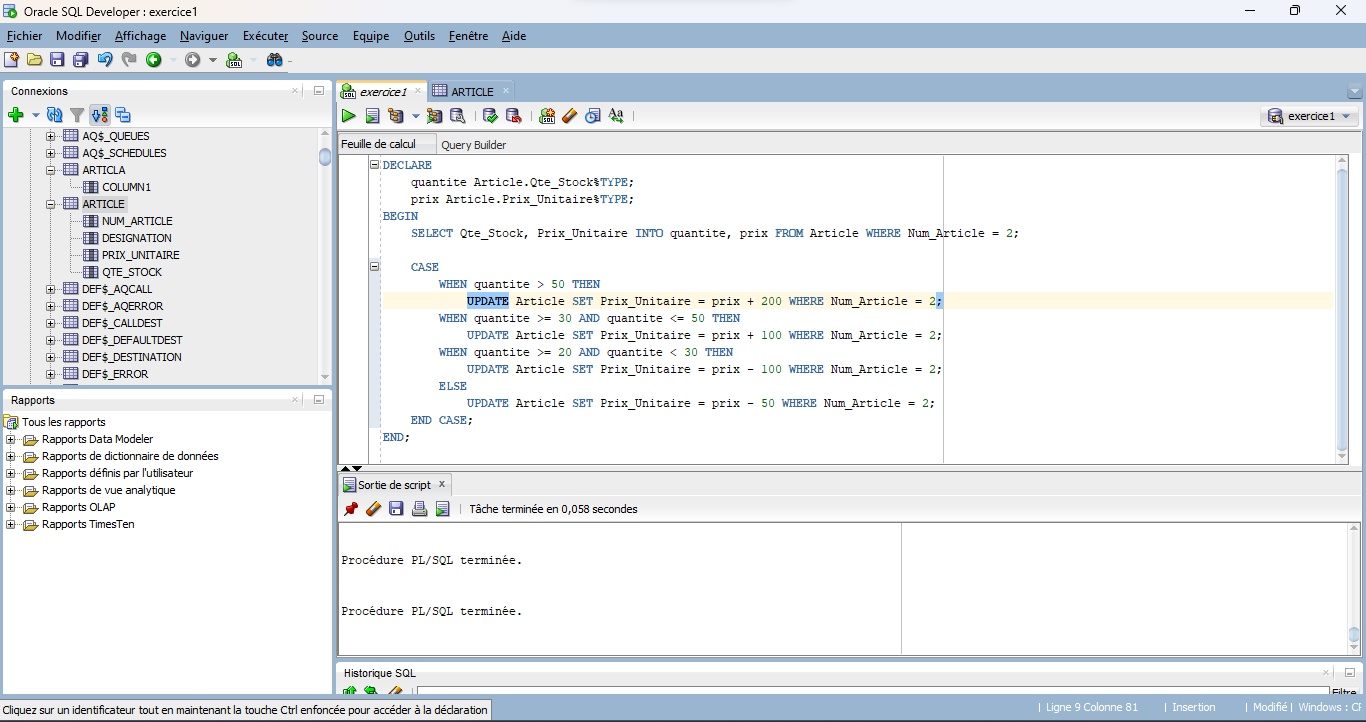 Oracle SQL Developer : exercice1
Fichier Modifier Affichage Naviguer Exécuter Source Equipe Outils Fenêtre Aide
Connexions
AQ$_QUEUES
AQ$_SCHEDULES
ARTICLA
COLUMN1
ARTICLE
NUM_ARTICLE
DESIGNATION
PRIX_UNITAIRE
QTE_STOCK
DEF$_AQCALL
DEF$_AQERROR
DEF$_CALLDEST
DEF$_DEFAULTDEST
DEF$_DESTINATION
DEF$_ERROR
Rapports
Tous les rapports
Rapports Data Modeler
Rapports de dictionnaire de données
Rapports définis par l'utilisateur
Rapports de vue analytique
Rapports OLAP
Rapports TimesTen
exercice1 ARTICLE
exercice1
Feuille de calcul Query Builder
DECLARE
quantite Article.Qte_Stock%TYPE;
prix Article.Prix_Unitaire%TYPE;
BEGIN
SELECT Qte_Stock, Prix_Unitaire INTO quantite, prix FROM Article WHERE Num_Article = 2;
CASE
WHEN quantite > 50 THEN
UPDATE Article SET Prix_Unitaire = prix + 200 WHERE Num_Article = 2;
WHEN quantite >= 30 AND quantite <= 50 THEN
UPDATE Article SET Prix_Unitaire = prix + 100 WHERE Num_Article = 2;
WHEN quantite >= 20 AND quantite < 30 THEN
UPDATE Article SET Prix_Unitaire = prix - 100 WHERE Num_Article = 2;
ELSE
UPDATE Article SET Prix_Unitaire = prix - 50 WHERE Num_Article = 2;
END CASE;
END;
Sortie de script
Tâche terminée en 0,058 secondes
Procédure PL/SQL terminée.
Procédure PL/SQL terminée.
Historique SQL
Filtre
Cliquez sur un identificateur tout en maintenant la touche Ctrl enfoncée pour accéder à la déclaration
Ligne 9 Colonne 81 Insertion Modifié Windows :